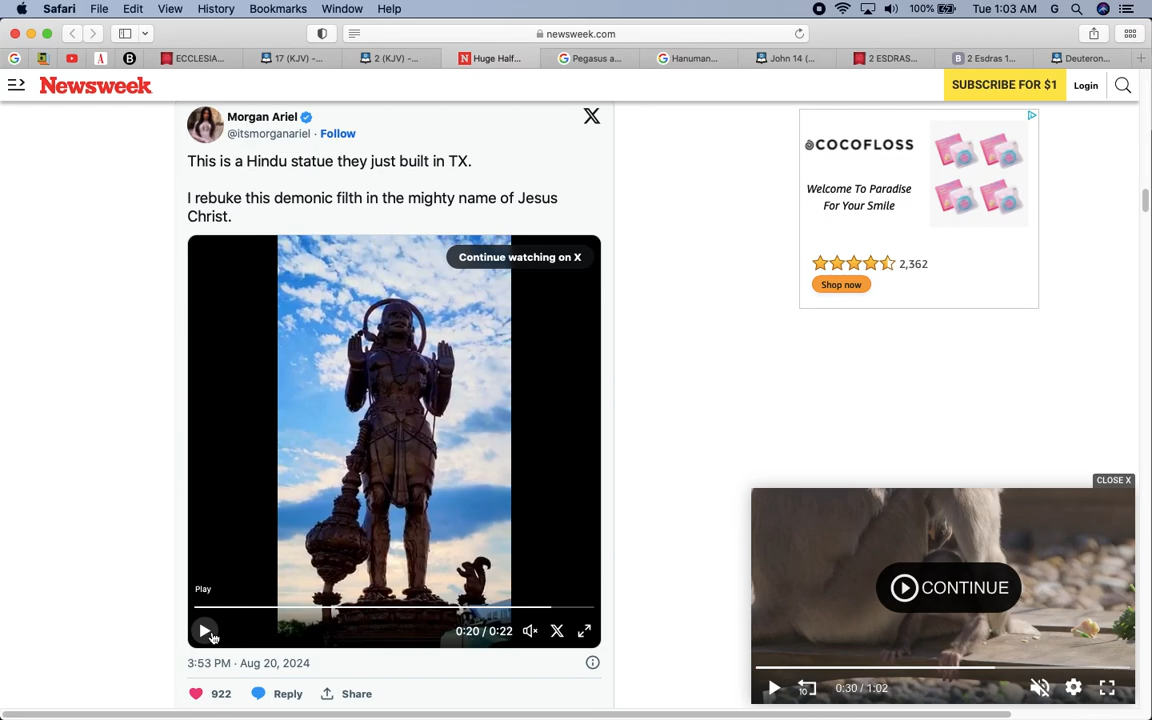 Safari File Edit View History Bookmarks Window Help 100% Tue 1:03 AM G
newsweek.com
ECCLESIA... 17 (KJV) -... 2 (KJV) -... Huge Half... Pegasus a... Hanuman... John 14 (... 2 ESDRAS... 2 Esdras 1... Deuteron...
Newsweek SUBSCRIBE FOR $1 Login
Morgan Ariel
@itsmorganariel · Follow
This is a Hindu statue they just built in TX.
I rebuke this demonic filth in the mighty name of Jesus
Christ.
Continue watching on X
Play
0:20 / 0:22
3:53 PM · Aug 20, 2024
922 Reply Share
COCOFLOSS
Welcome To Paradise
For Your Smile
2,362
Shop now
CLOSE X
CONTINUE
10 0:30 / 1:02